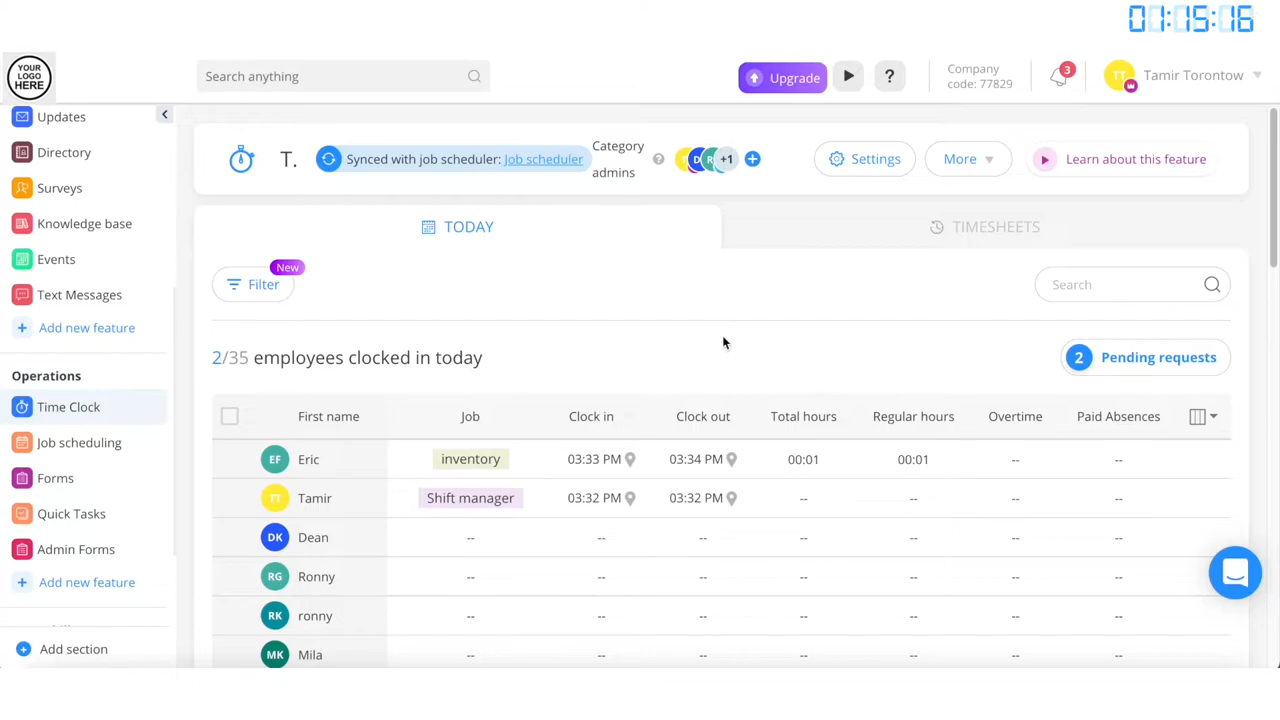 01:15:16
YOUR
LOGO
HERE
Search anything
Upgrade
?
Company
code: 77829
3
TT
Tamir Torontow
Updates
Directory
Surveys
Knowledge base
Events
Text Messages
+ Add new feature
Operations
Time Clock
Job scheduling
Forms
Quick Tasks
Admin Forms
+ Add new feature
Add section
T.
Synced with job scheduler: Job scheduler
Category
admins
?
+1
Settings
More
Learn about this feature
TODAY
TIMESHEETS
New
Filter
Search
2/35 employees clocked in today
2 Pending requests
First name Job Clock in Clock out Total hours Regular hours Overtime Paid Absences
EF Eric inventory 03:33 PM 03:34 PM 00:01 00:01 -- --
TT Tamir Shift manager 03:32 PM 03:32 PM -- -- -- --
DK Dean -- -- -- -- -- -- --
RG Ronny -- -- -- -- -- -- --
RK ronny -- -- -- -- -- -- --
MK Mila -- -- -- -- -- -- --